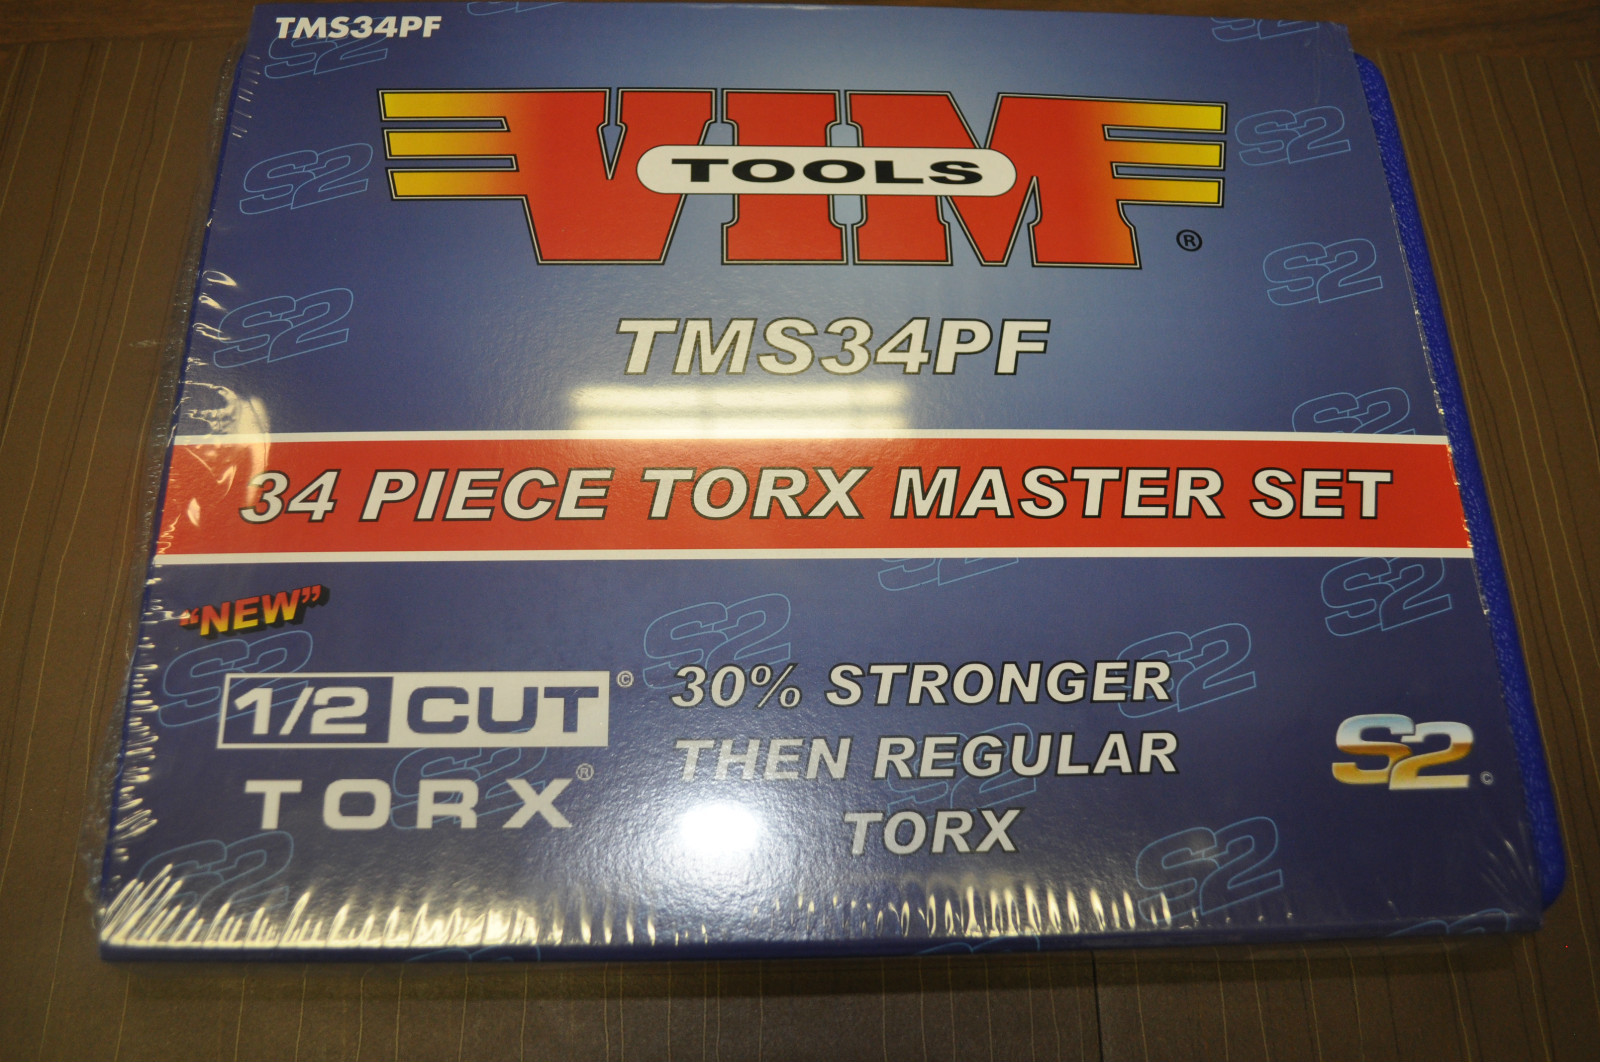 TMS34PF
VIM
TOOLS
®
TMS34PF
34 PIECE TORX MASTER SET
"NEW"
1/2 CUT ©
TORX ®
30% STRONGER
THEN REGULAR
TORX
S2 ©